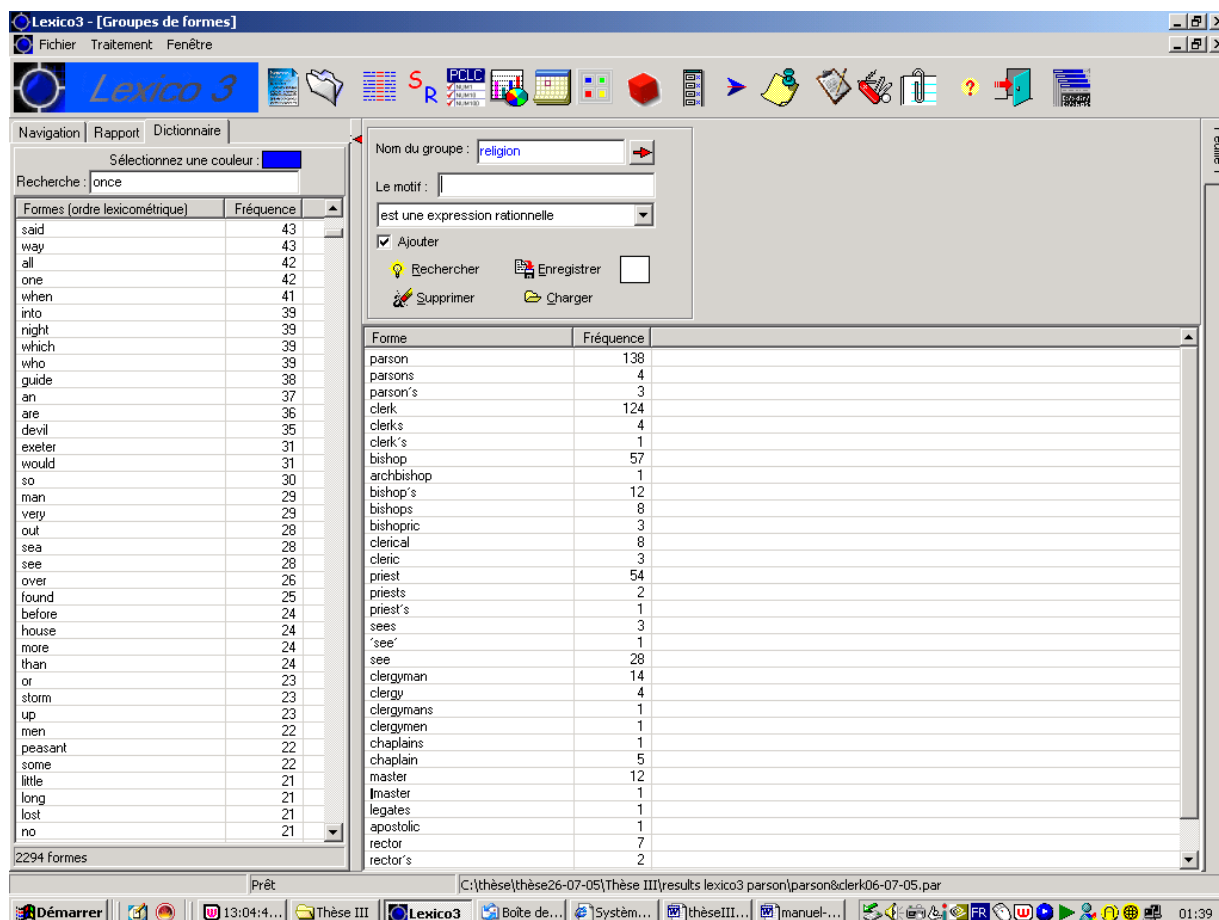 Lexico3 - [Groupes de formes]
Fichier Traitement Fenêtre
Lexico 3
S R
PCLC
NUM1
NUM10
NUM100
?
Navigation Rapport Dictionnaire
Sélectionnez une couleur :
Recherche : once
Formes (ordre lexicométrique) Fréquence
said 43
way 43
all 42
one 42
when 41
into 39
night 39
which 39
who 39
guide 38
an 37
are 36
devil 35
exeter 31
would 31
so 30
man 29
very 29
out 28
sea 28
see 28
over 26
found 25
before 24
house 24
more 24
than 24
or 23
storm 23
up 23
men 22
peasant 22
some 22
little 21
long 21
lost 21
no 21
2294 formes
Nom du groupe : religion
Le motif :
est une expression rationnelle
Ajouter
Rechercher Enregistrer
Supprimer Charger
Forme Fréquence
parson 138
parsons 4
parson´s 3
clerk 124
clerks 4
clerk´s 1
bishop 57
archbishop 1
bishop´s 12
bishops 8
bishopric 3
clerical 8
cleric 3
priest 54
priests 2
priest´s 1
sees 3
´see´ 1
see 28
clergyman 14
clergy 4
clergymans 1
clergymen 1
chaplains 1
chaplain 5
master 12
lmaster 1
legates 1
apostolic 1
rector 7
rector´s 2
Prêt C:\thèse\thèse26-07-05\Thèse III\results lexico3 parson\parson&clerk06-07-05.par
Démarrer 13:04:4... Thèse III Lexico3 Boîte de... Systèm... thèseIII... manuel-... FR 01:39